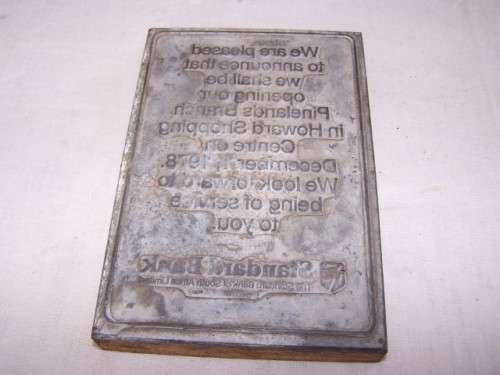 We are pleased
to announce that
we shall be
opening our
Pinelands Branch
in Howard Shopping
Centre on
December 11, 1978.
We look forward to
being of service
to you.
Standard Bank
The Standard Bank of South Africa Limited